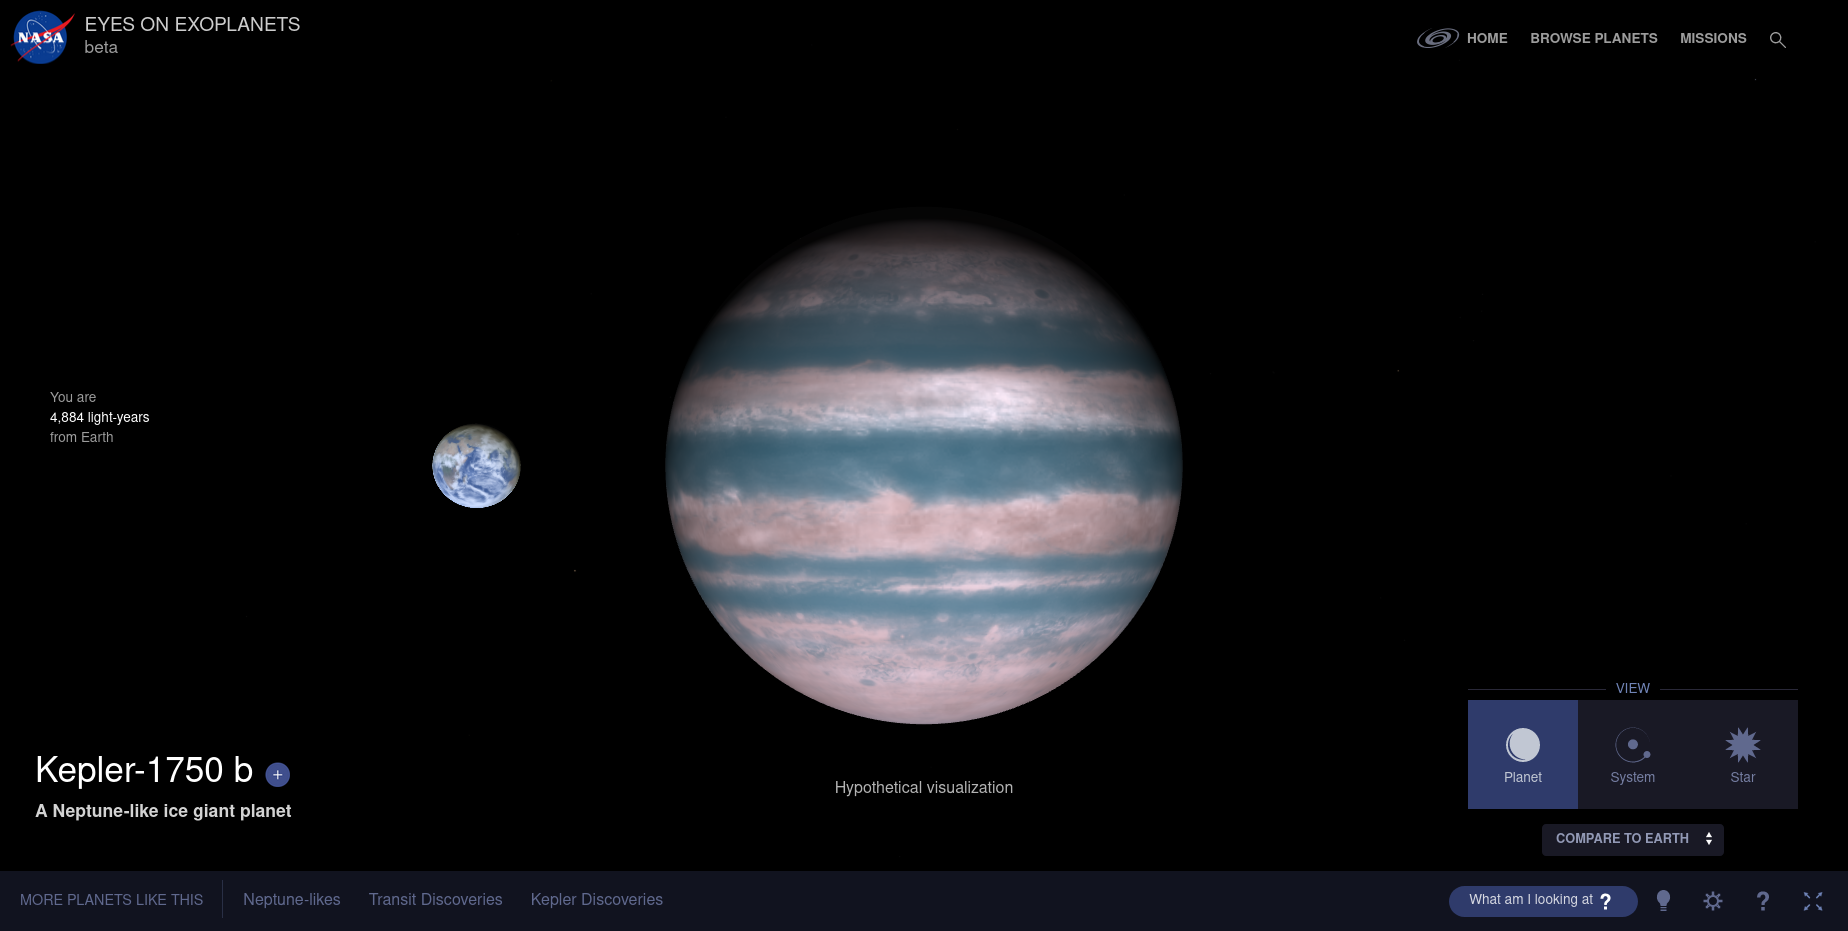 NASA
EYES ON EXOPLANETS
beta
HOME
BROWSE PLANETS
MISSIONS
You are
4,884 light-years
from Earth
Kepler-1750 b +
A Neptune-like ice giant planet
Hypothetical visualization
VIEW
Planet
System
Star
COMPARE TO EARTH
MORE PLANETS LIKE THIS
Neptune-likes
Transit Discoveries
Kepler Discoveries
What am I looking at ?
?